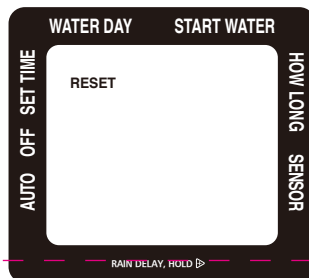 WATER DAY START WATER
SET TIME
OFF
AUTO
RESET
HOW LONG
SENSOR
RAIN DELAY, HOLD